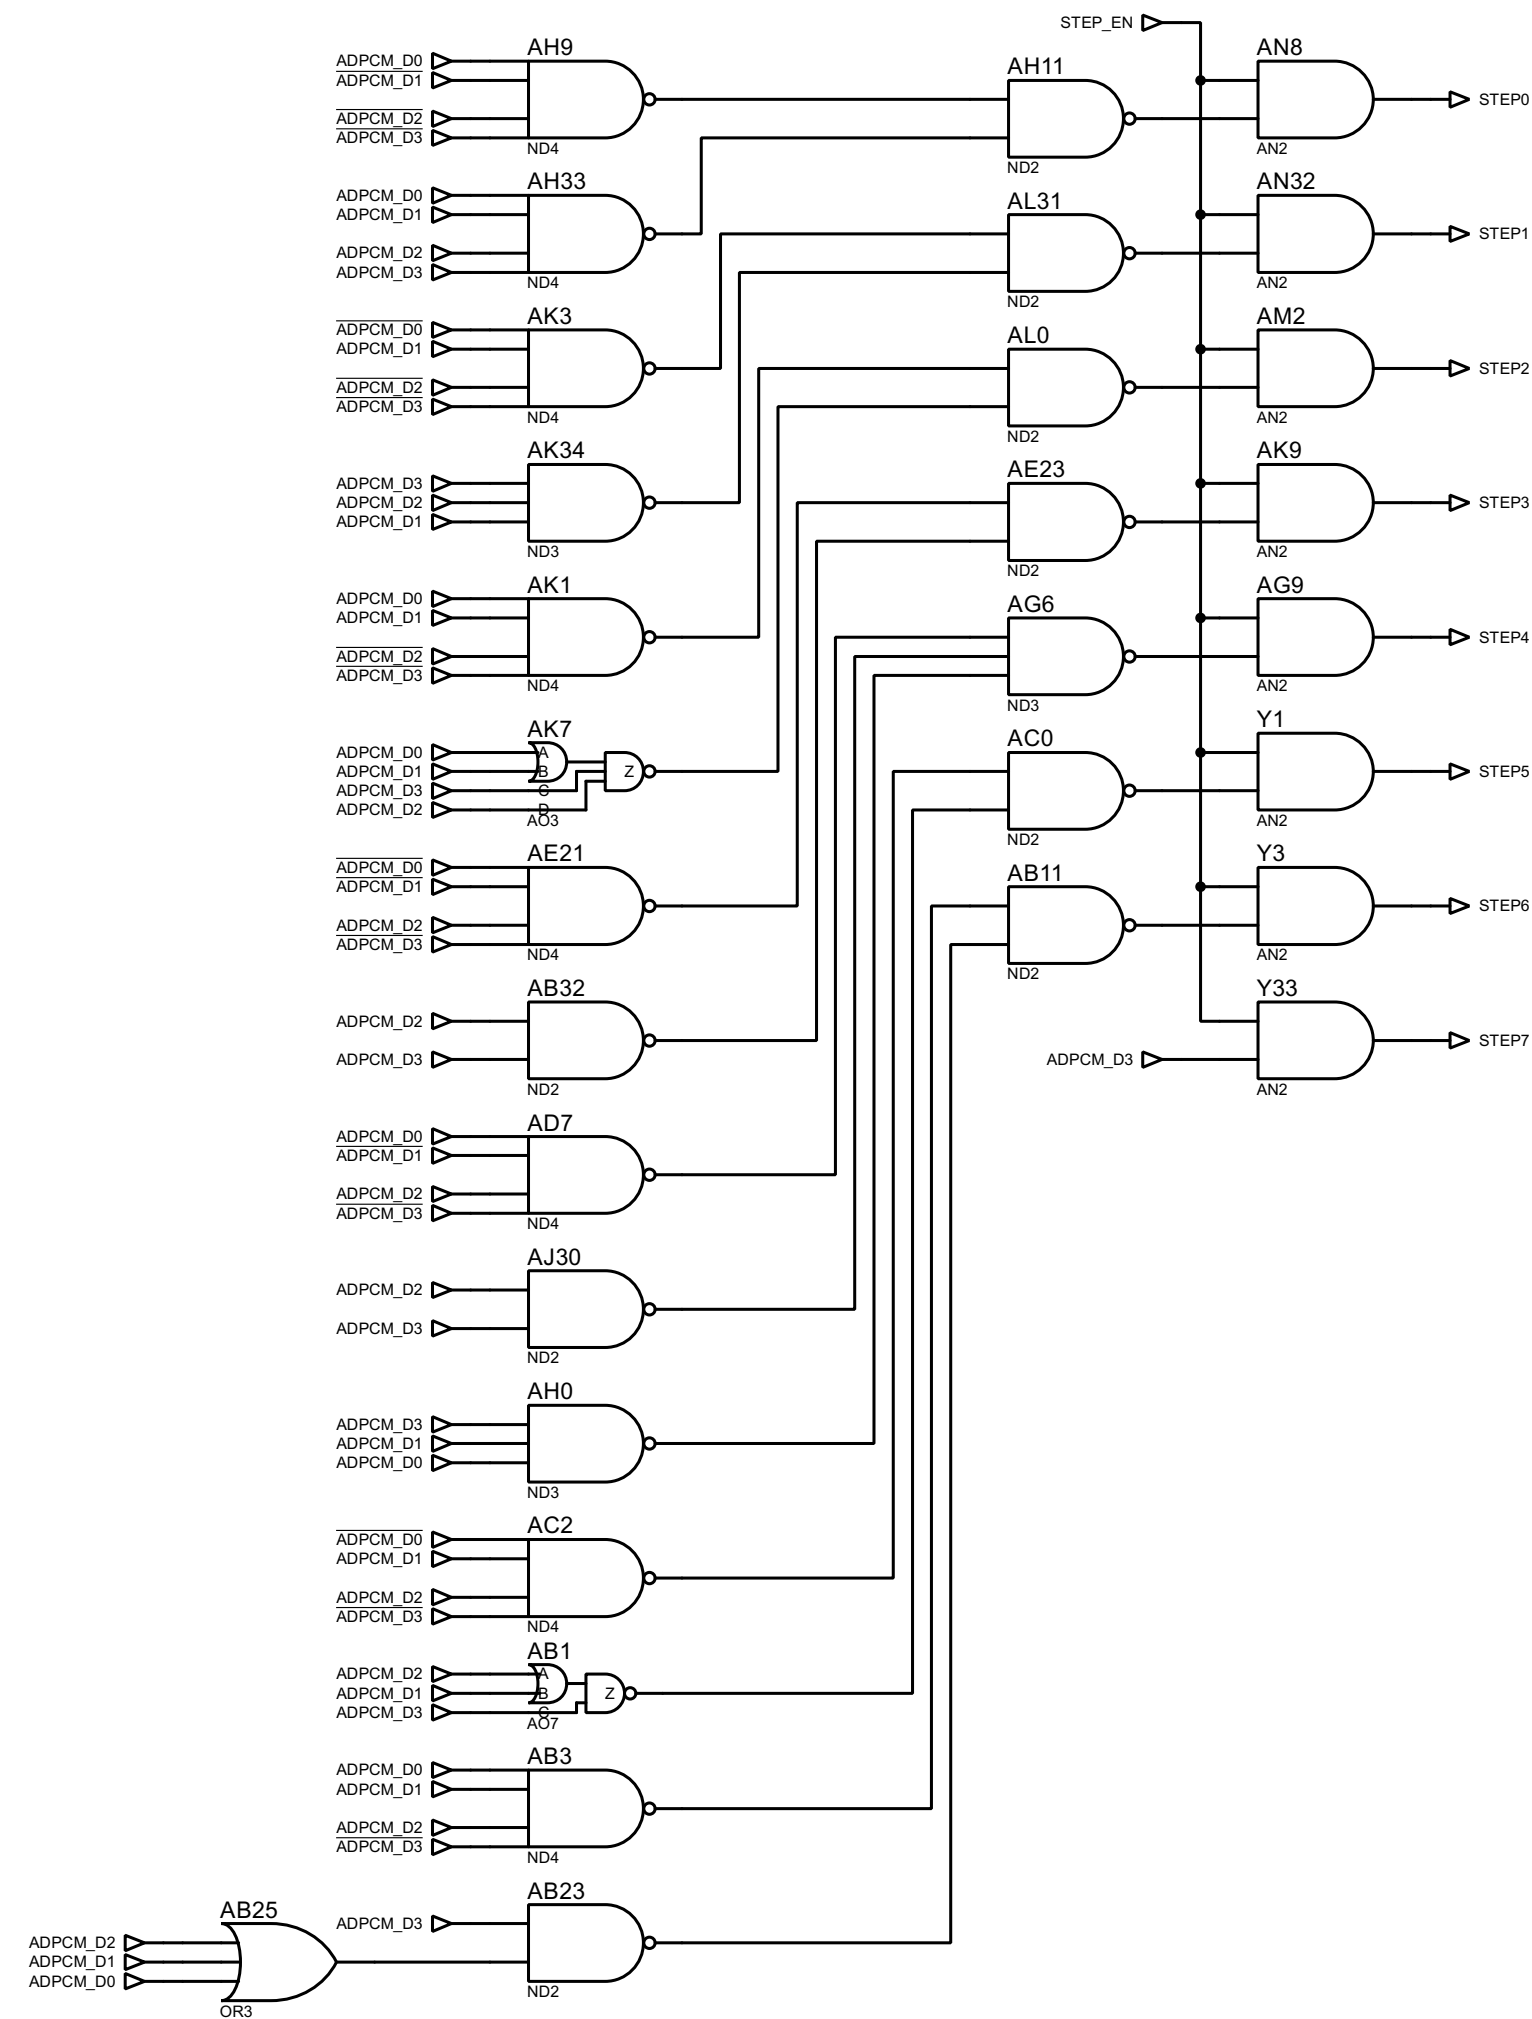 STEP_EN
AH9
ADPCM_D0
ADPCM_D1
ADPCM_D2
ADPCM_D3
ND4
AH11
ND2
AN8
AN2
STEP0
AH33
ADPCM_D0
ADPCM_D1
ADPCM_D2
ADPCM_D3
ND4
AL31
ND2
AN32
AN2
STEP1
AK3
ADPCM_D0
ADPCM_D1
ADPCM_D2
ADPCM_D3
ND4
AL0
ND2
AM2
AN2
STEP2
AK34
ADPCM_D3
ADPCM_D2
ADPCM_D1
ND3
AE23
ND2
AK9
AN2
STEP3
AK1
ADPCM_D0
ADPCM_D1
ADPCM_D2
ADPCM_D3
ND4
AG6
ND3
AG9
AN2
STEP4
AK7
ADPCM_D0 A
ADPCM_D1 B Z
ADPCM_D3 C
ADPCM_D2 D
AO3
AC0
ND2
Y1
AN2
STEP5
AE21
ADPCM_D0
ADPCM_D1
ADPCM_D2
ADPCM_D3
ND4
AB11
ND2
Y3
AN2
STEP6
AB32
ADPCM_D2
ADPCM_D3
ND2
Y33
ADPCM_D3
AN2
STEP7
AD7
ADPCM_D0
ADPCM_D1
ADPCM_D2
ADPCM_D3
ND4
AJ30
ADPCM_D2
ADPCM_D3
ND2
AH0
ADPCM_D3
ADPCM_D1
ADPCM_D0
ND3
AC2
ADPCM_D0
ADPCM_D1
ADPCM_D2
ADPCM_D3
ND4
AB1
ADPCM_D2 A
ADPCM_D1 B Z
ADPCM_D3 C
AO7
AB3
ADPCM_D0
ADPCM_D1
ADPCM_D2
ADPCM_D3
ND4
AB25
ADPCM_D2
ADPCM_D1
ADPCM_D0
OR3
AB23
ADPCM_D3
ND2